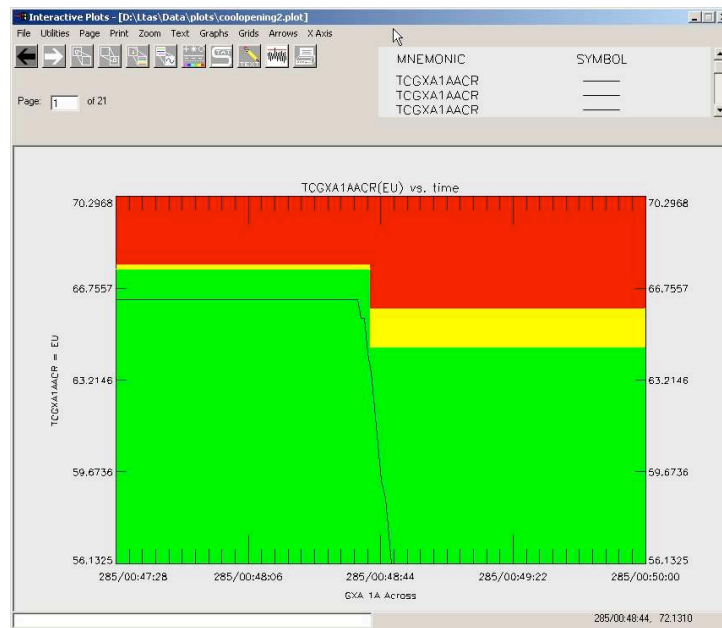 Interactive Plots - [D:\Ltas\Data\plots\coolopening2.plot]
File Utilities Page Print Zoom Text Graphs Grids Arrows X Axis
MNEMONIC SYMBOL
TCGXA1AACR
TCGXA1AACR
TCGXA1AACR
Page: 1 of 21
TCGXA1AACR(EU) vs. time
70.2968 70.2968
66.7557 66.7557
63.2146 63.2146
59.6736 59.6736
56.1325 56.1325
TCGXA1AACR = EU
285/00:47:28 285/00:48:06 285/00:48:44 285/00:49:22 285/00:50:00
GXA 1A Across
285/00:48:44, 72.1310